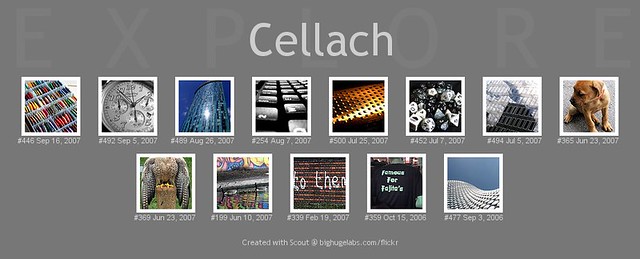 EXPLORE
Cellach
#446 Sep 16, 2007 #492 Sep 5, 2007 #489 Aug 26, 2007 #254 Aug 7, 2007 #500 Jul 25, 2007 #452 Jul 7, 2007 #494 Jul 5, 2007 #365 Jun 23, 2007
them
famous
for
fajita's
#369 Jun 23, 2007 #199 Jun 10, 2007 #339 Feb 19, 2007 #359 Oct 15, 2006 #477 Sep 3, 2006
Created with Scout @ bighugelabs.com/flickr